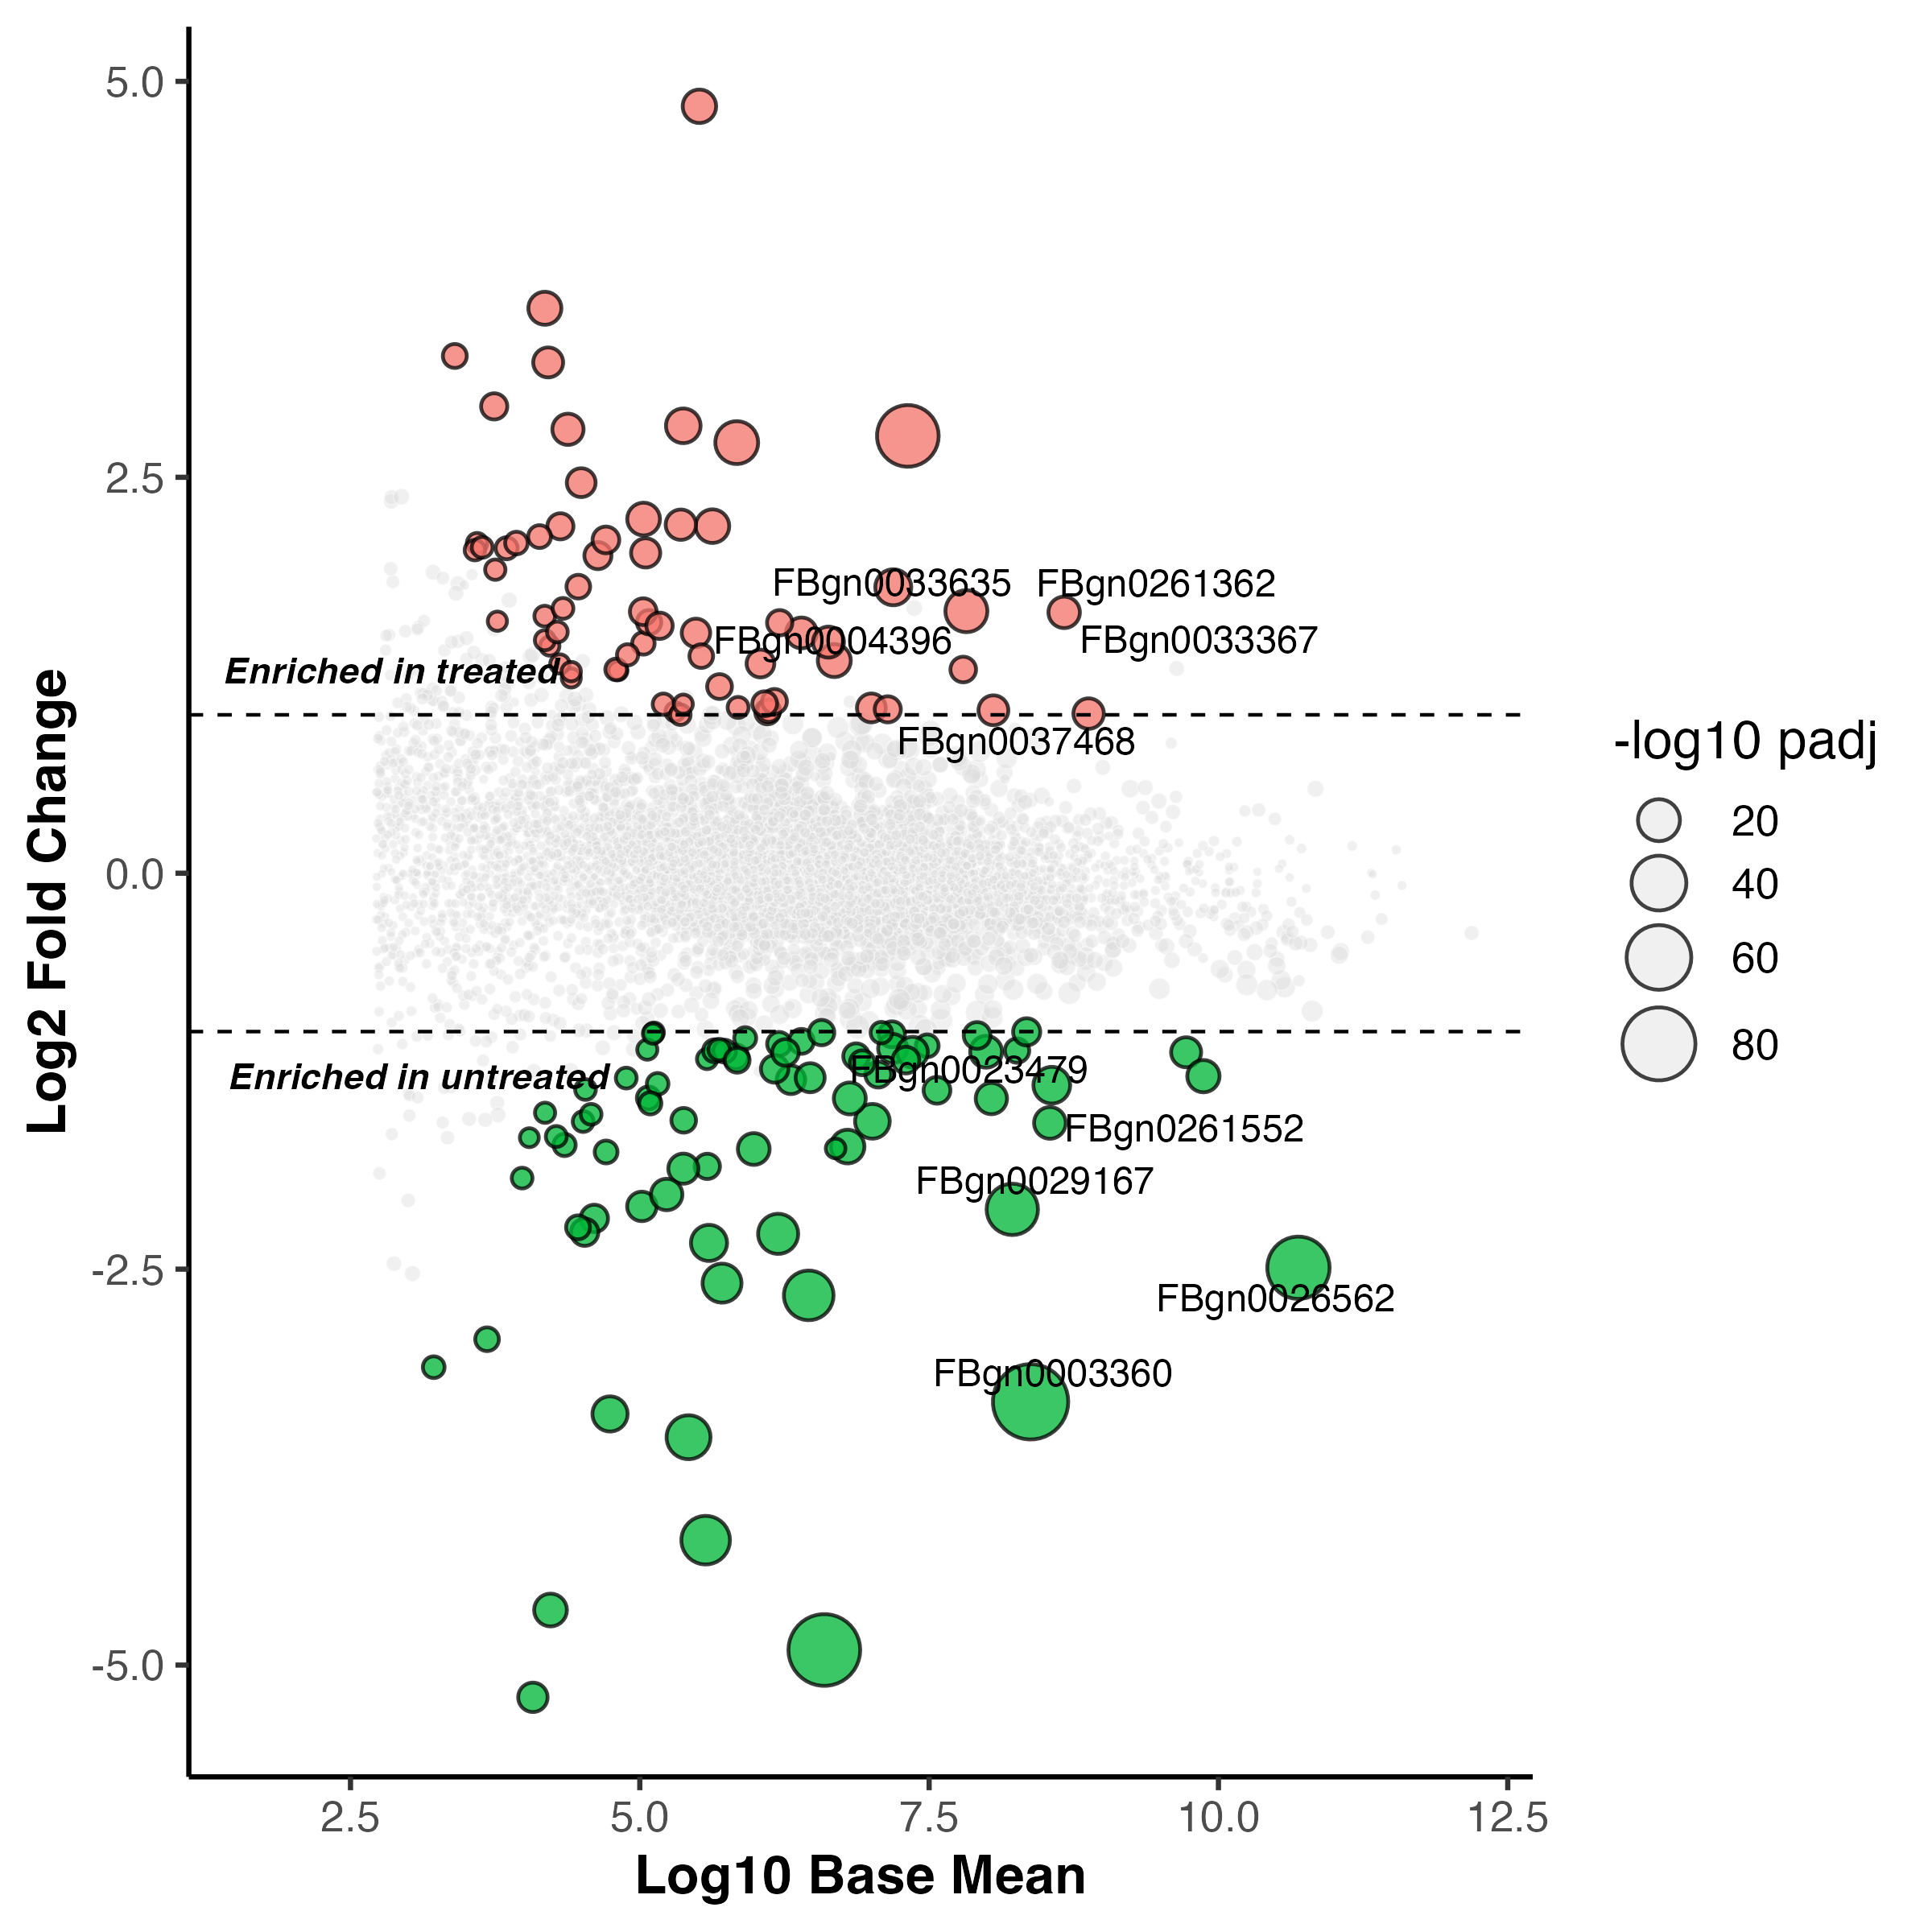 5.0
2.5
0.0
-2.5
-5.0
Log2 Fold Change
2.5
5.0
7.5
10.0
12.5
Log10 Base Mean
Enriched in treated
Enriched in untreated
FBgn0033635
FBgn0261362
FBgn0004396
FBgn0033367
FBgn0037468
FBgn0023479
FBgn0261552
FBgn0029167
FBgn0026562
FBgn0003360
-log10 padj
20
40
60
80